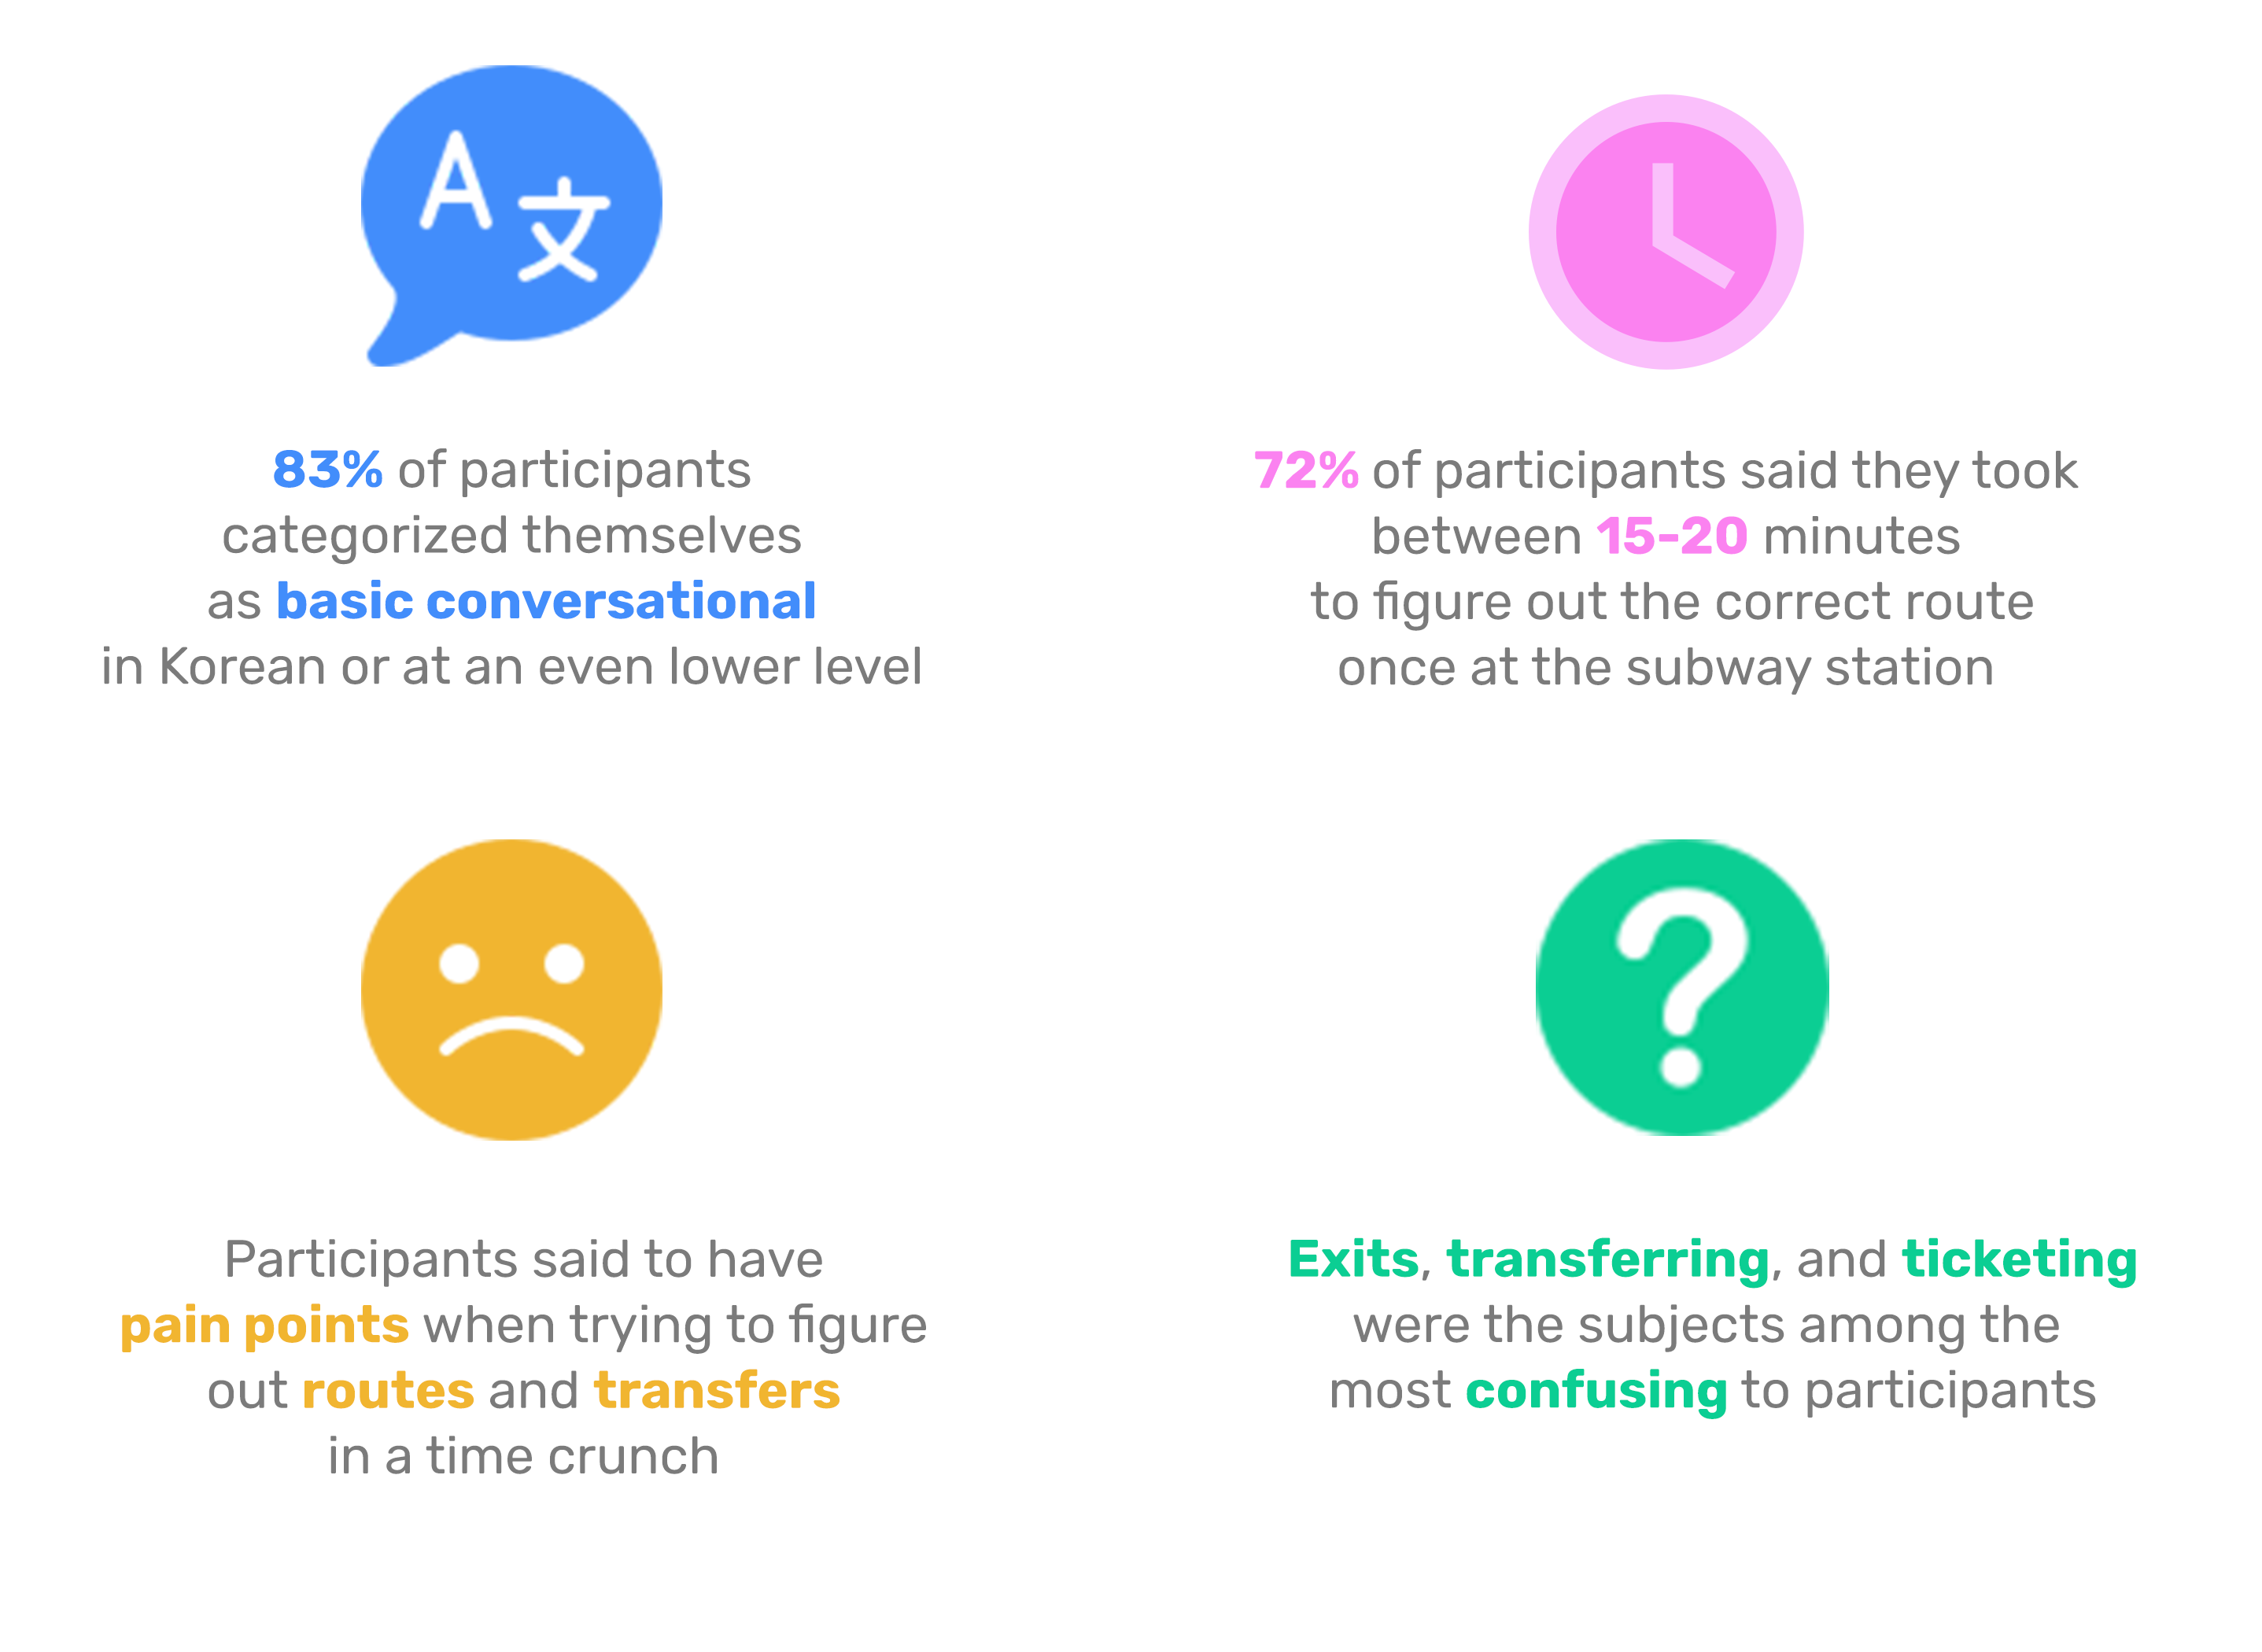 A 文
83% of participants
categorized themselves
as basic conversational
in Korean or at an even lower level
72% of participants said they took
between 15-20 minutes
to figure out the correct route
once at the subway station
Participants said to have
pain points when trying to figure
out routes and transfers
in a time crunch
?
Exits, transferring, and ticketing
were the subjects among the
most confusing to participants